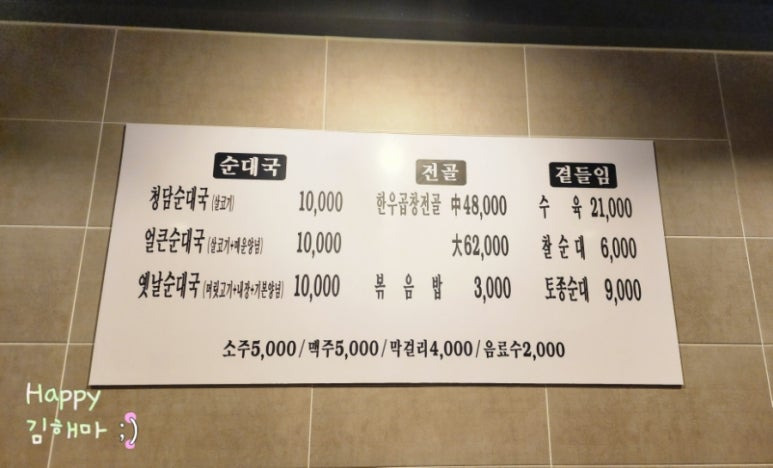 순대국
청담순대국 (살코기) 10,000
얼큰순대국 (살코기+매운양념) 10,000
옛날순대국 (머릿고기+내장+기본양념) 10,000
전골
한우곱창전골 中48,000
大62,000
볶음밥 3,000
곁들임
수육 21,000
찰순대 6,000
토종순대 9,000
소주5,000/맥주5,000/막걸리4,000/음료수2,000
Happy
김해마 ;)